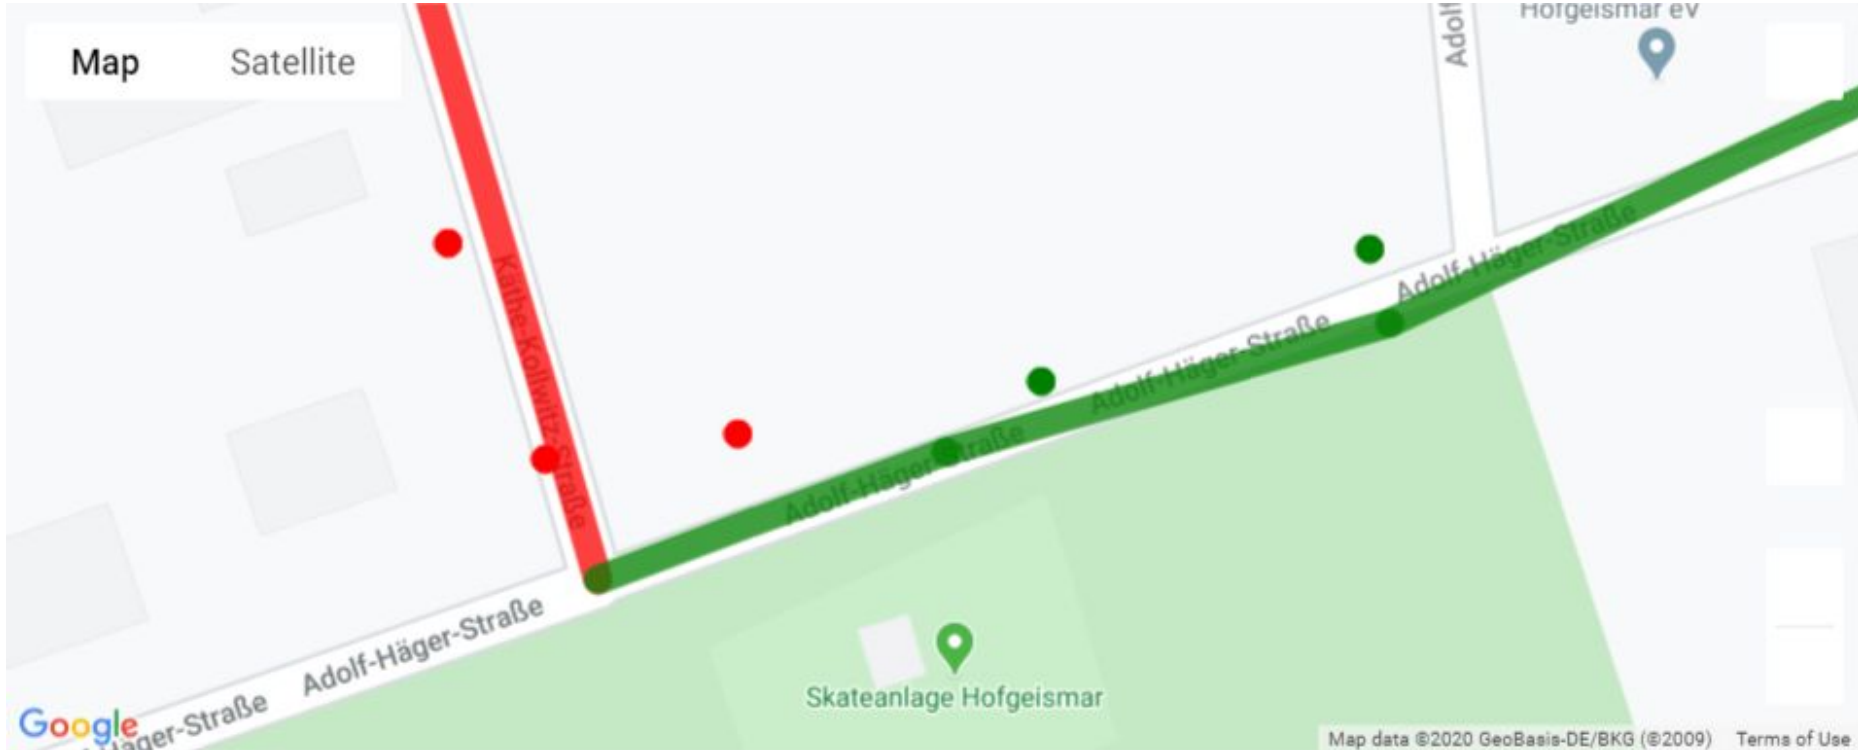 Map Satellite
Adolf
Hofgeismar eV
Käthe-Kollwitz-Straße
Adolf-Häger-Straße
Adolf-Häger-Straße
Adolf-Häger-Straße
Adolf-Häger-Straße
Häger-Straße
Skateanlage Hofgeismar
Google
Map data ©2020 GeoBasis-DE/BKG (©2009) Terms of Use